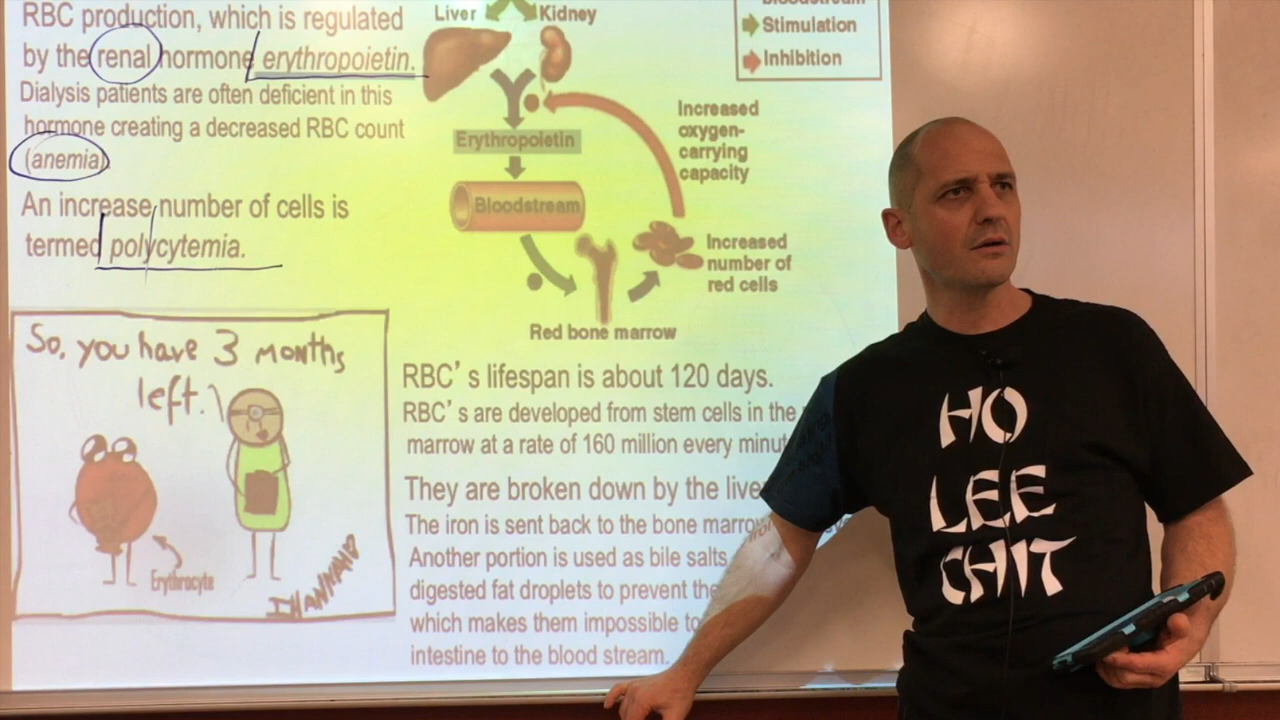 RBC production, which is regulated
by the renal hormone erythropoietin.
Dialysis patients are often deficient in this
hormone creating a decreased RBC count
(anemia).
An increase number of cells is
termed polycytemia.
So, you have 3 months
left.
Erythrocyte
HANNAH
Liver
Kidney
Erythropoietin
Bloodstream
Red bone marrow
Increased
oxygen-
carrying
capacity
Increased
number of
red cells
bloodstream
Stimulation
Inhibition
RBC's lifespan is about 120 days.
RBC's are developed from stem cells in the
marrow at a rate of 160 million every
They are broken down by the
The iron is sent back to the bone
Another portion is used as bile salts
digested fat droplets to prevent
which makes them impossible to
intestine to the blood stream.
HO
LEE
CHIT